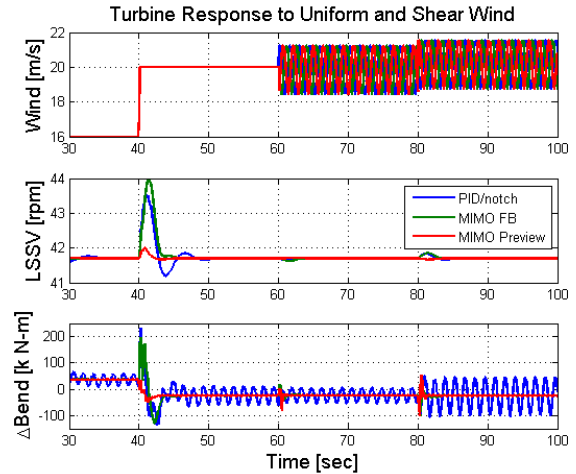 Turbine Response to Uniform and Shear Wind
Wind [m/s]
22
20
18
16
30 40 50 60 70 80 90 100
LSSV [rpm]
44
43
42
41
30 40 50 60 70 80 90 100
PID/notch
MIMO FB
MIMO Preview
ΔBend [k N-m]
200
100
0
-100
30 40 50 60 70 80 90 100
Time [sec]